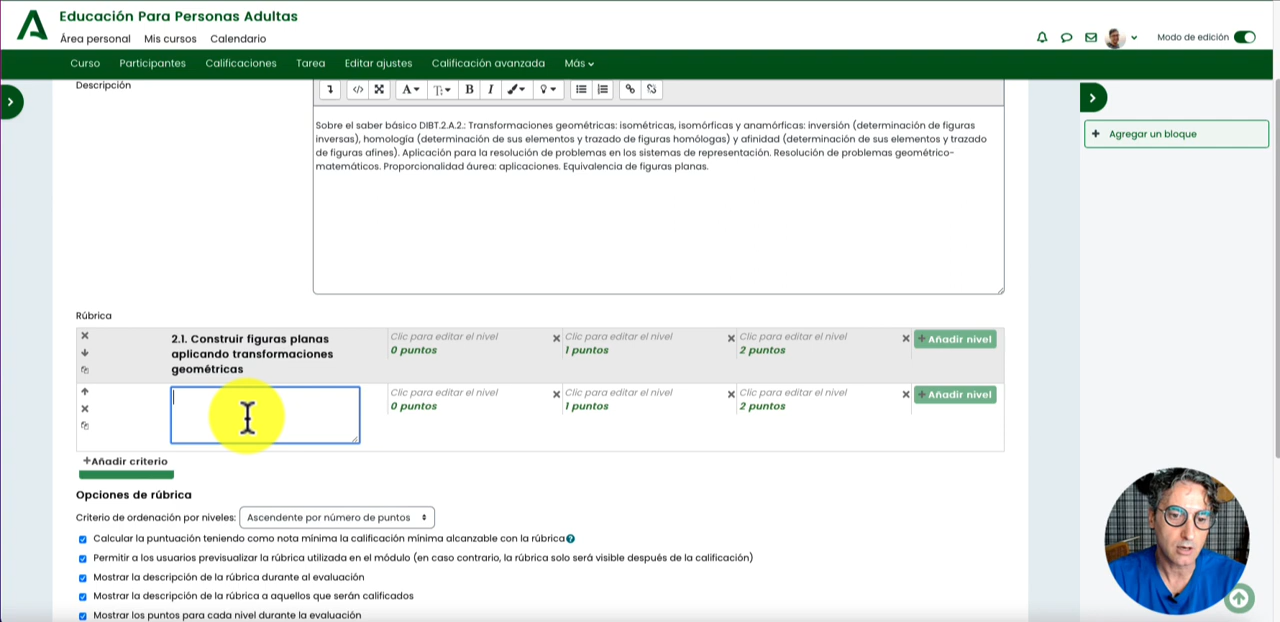 Educación Para Personas Adultas
Área personal Mis cursos Calendario
Modo de edición
Curso Participantes Calificaciones Tarea Editar ajustes Calificación avanzada Más
Descripción
Agregar un bloque
Sobre el saber básico DIBT.2.A.2.: Transformaciones geométricas: isométricas, isomórficas y anamórficas: inversión (determinación de figuras
inversas), homología (determinación de sus elementos y trazado de figuras homólogas) y afinidad (determinación de sus elementos y trazado
de figuras afines). Aplicación para la resolución de problemas en los sistemas de representación. Resolución de problemas geométrico-
matemáticos. Proporcionalidad áurea: aplicaciones. Equivalencia de figuras planas.
Rúbrica
2.1. Construir figuras planas
aplicando transformaciones
geométricas
Clic para editar el nivel
0 puntos
Clic para editar el nivel
1 puntos
Clic para editar el nivel
2 puntos
+ Añadir nivel
Clic para editar el nivel
0 puntos
Clic para editar el nivel
1 puntos
Clic para editar el nivel
2 puntos
+ Añadir nivel
+Añadir criterio
Opciones de rúbrica
Criterio de ordenación por niveles: Ascendente por número de puntos
Calcular la puntuación teniendo como nota mínima la calificación mínima alcanzable con la rúbrica
Permitir a los usuarios previsualizar la rúbrica utilizada en el módulo (en caso contrario, la rúbrica solo será visible después de la calificación)
Mostrar la descripción de la rúbrica durante al evaluación
Mostrar la descripción de la rúbrica a aquellos que serán calificados
Mostrar los puntos para cada nivel durante la evaluación